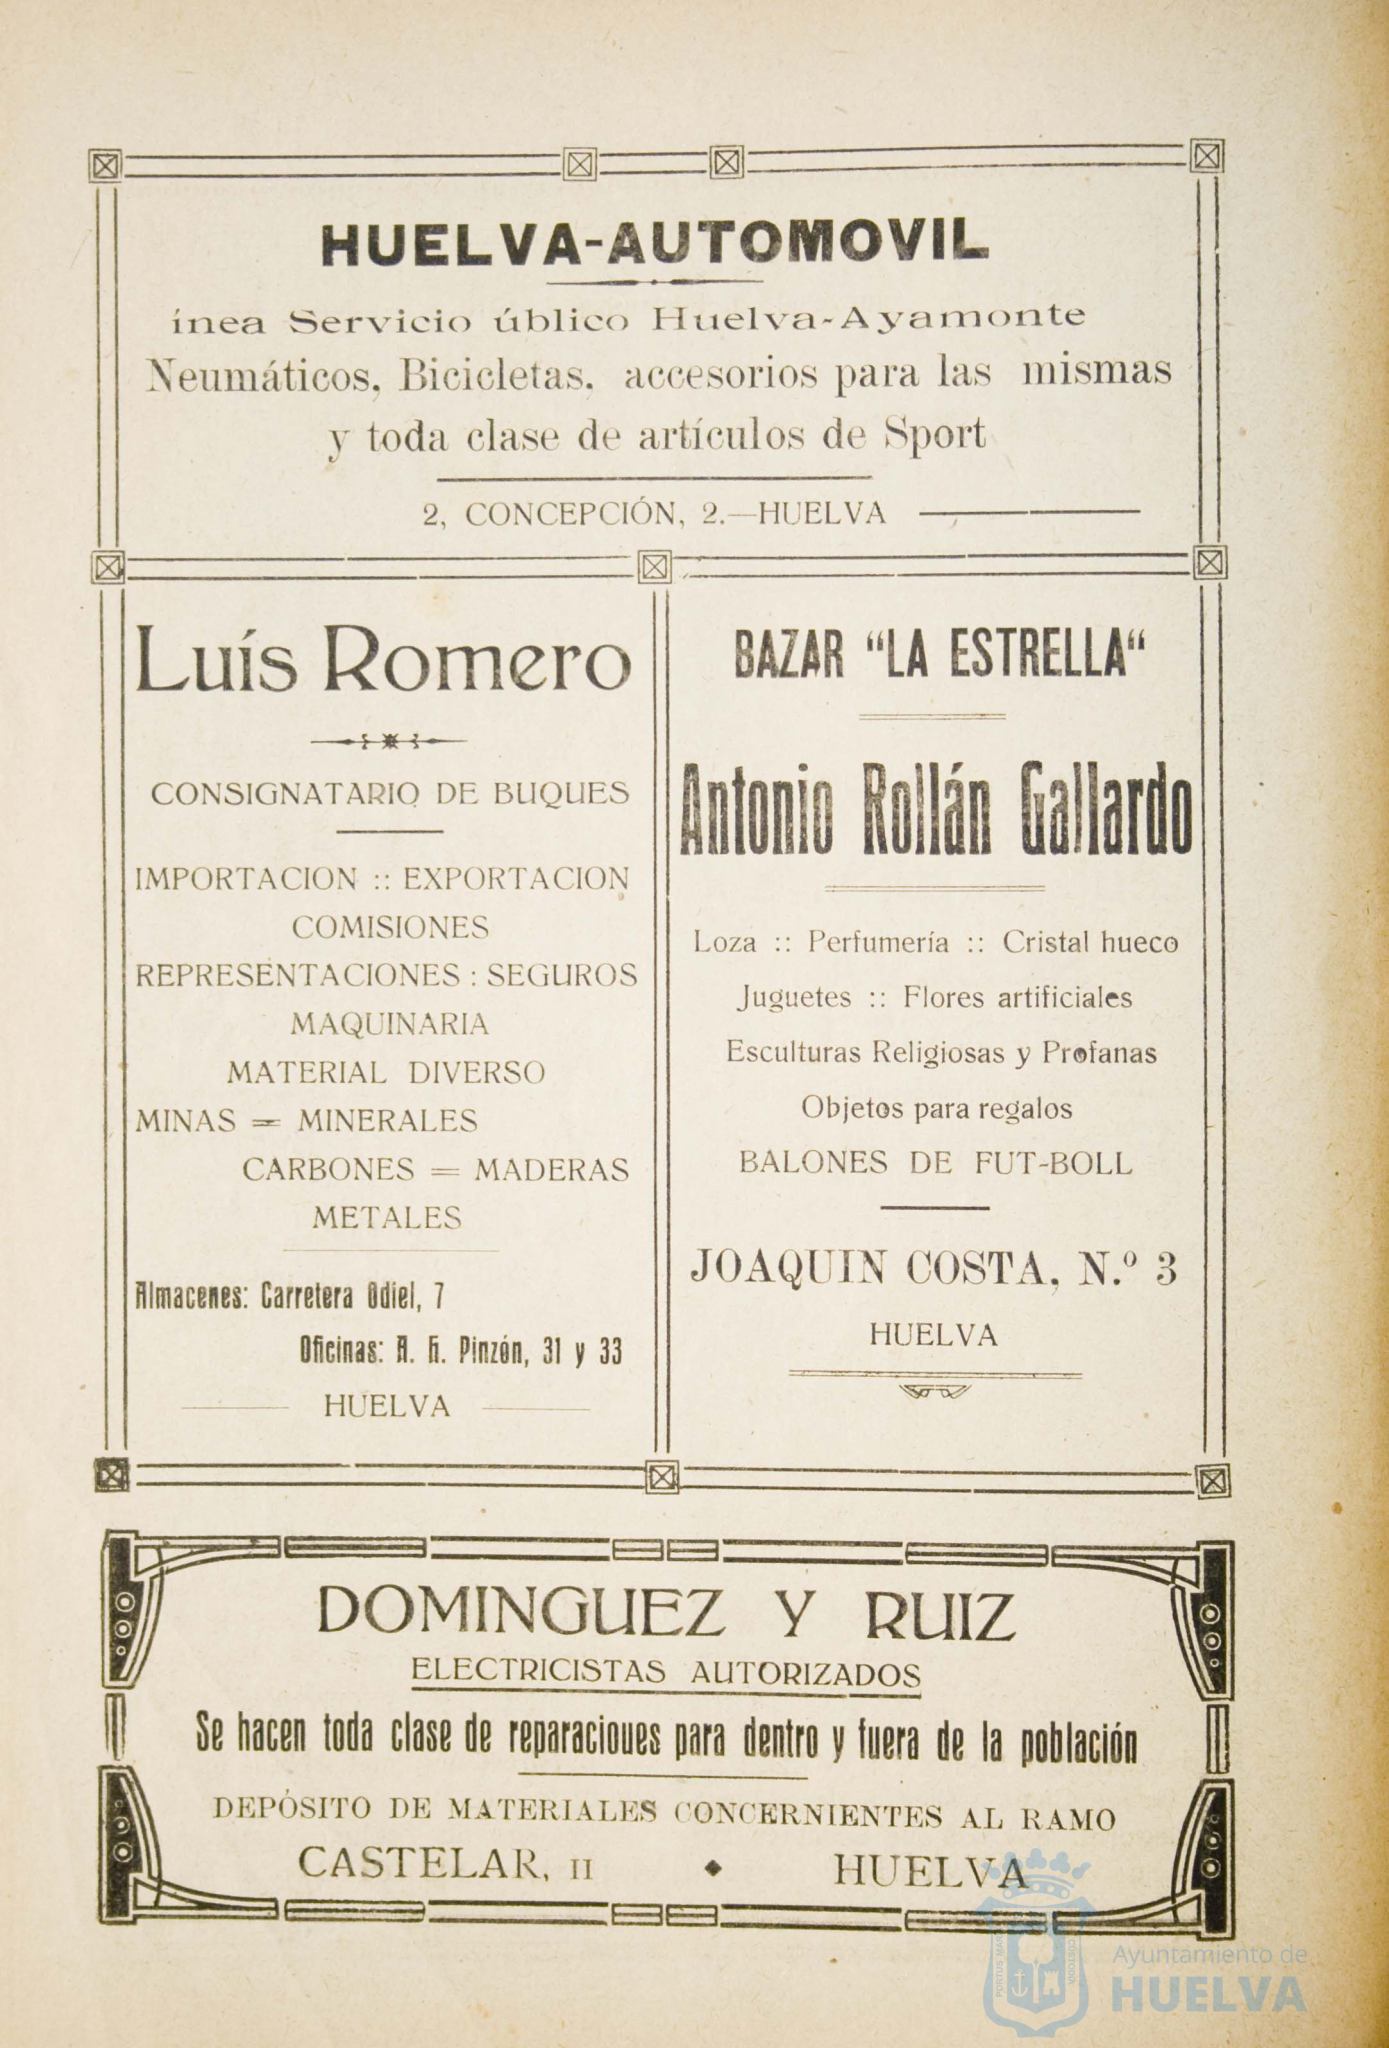 HUELVA-AUTOMOVIL
ínea Servicio úblico Huelva-Ayamonte
Neumáticos, Bicicletas, accesorios para las mismas
y toda clase de artículos de Sport
2, CONCEPCIÓN, 2.—HUELVA
Luís Romero
CONSIGNATARIO DE BUQUES
IMPORTACION :: EXPORTACION
COMISIONES
REPRESENTACIONES : SEGUROS
MAQUINARIA
MATERIAL DIVERSO
MINAS = MINERALES
CARBONES = MADERAS
METALES
Almacenes: Carretera Odiel, 7
Oficinas: A. H. Pinzón, 31 y 33
HUELVA
BAZAR “LA ESTRELLA“
Antonio Rollán Gallardo
Loza :: Perfumería :: Cristal hueco
Juguetes :: Flores artificiales
Esculturas Religiosas y Profanas
Objetos para regalos
BALONES DE FUT-BOLL
JOAQUIN COSTA, N.º 3
HUELVA
DOMINGUEZ Y RUIZ
ELECTRICISTAS AUTORIZADOS
Se hacen toda clase de reparacioues para dentro y fuera de la población
DEPÓSITO DE MATERIALES CONCERNIENTES AL RAMO
CASTELAR, 11 ◆ HUELVA
Ayuntamiento de
HUELVA